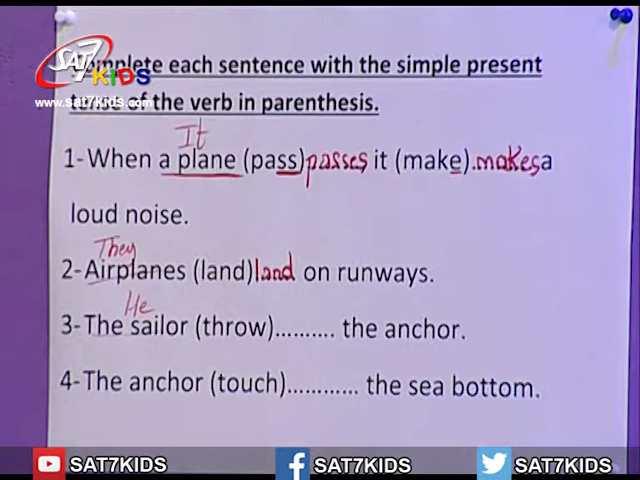 SAT7
KIDS
www.sat7kids.com
mplete each sentence with the simple present
tense of the verb in parenthesis.
It
1-When a plane (pass) passes it (make). makes a
loud noise.
They
2-Airplanes (land) land on runways.
He
3-The sailor (throw).......... the anchor.
4-The anchor (touch)............ the sea bottom.
SAT7KIDS SAT7KIDS SAT7KIDS